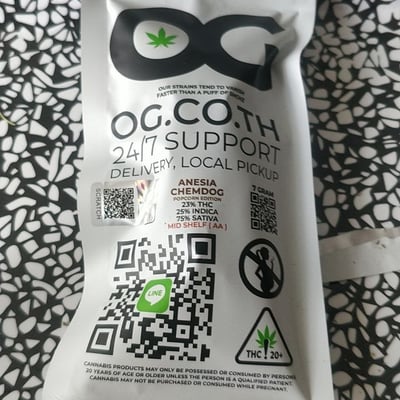 OG
OUR STRAINS TEND TO VANISH
FASTER THAN A PUFF OF SMOKE
OG.CO.TH
24/7 SUPPORT
DELIVERY, LOCAL PICKUP
SCRATCH
ANESIA
CHEMDOG
POPCORN EDITION
23% THC
25% INDICA
75% SATIVA
*MID SHELF ( AA )
7 GRAM
LINE
THC ! 20+
CANNABIS PRODUCTS MAY ONLY BE POSSESSED OR CONSUMED BY PERSONS
20 YEARS OF AGE OR OLDER UNLESS THE PERSON IS A QUALIFIED PATIENT.
CANNABIS MAY NOT BE PURCHASED OR CONSUMED WHILE PREGNANT.